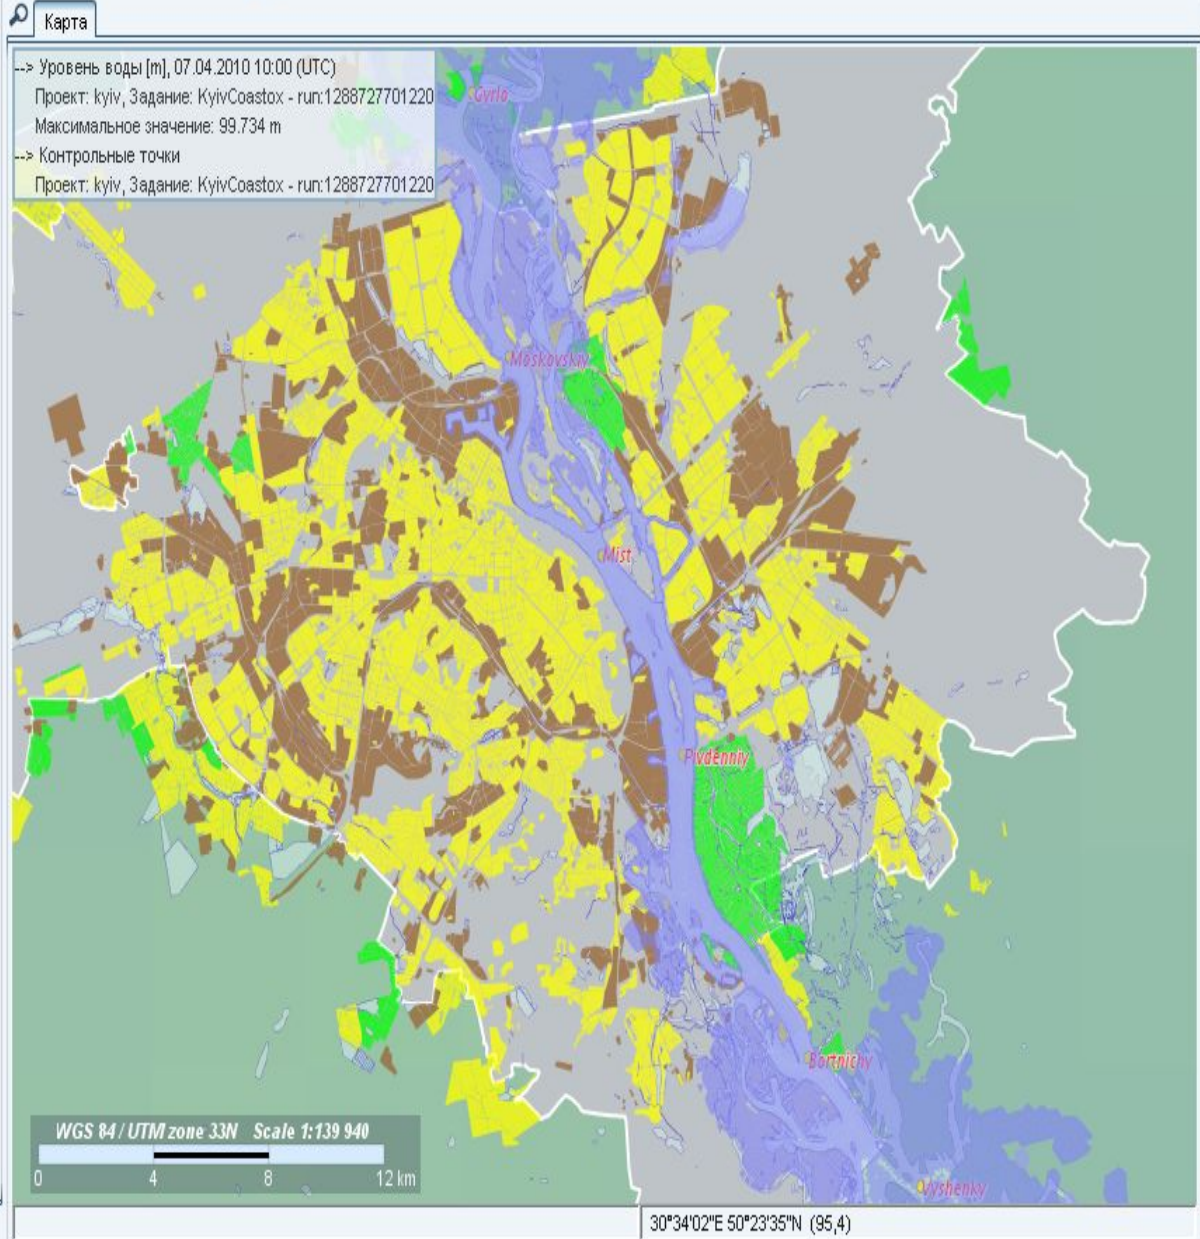 Карта
--> Уровень воды [m], 07.04.2010 10:00 (UTC)
Проект: kyiv, Задание: KyivCoastox - run:1288727701220
Максимальное значение: 99.734 m
--> Контрольные точки
Проект: kyiv, Задание: KyivCoastox - run:1288727701220
Gyrlo
Moskovskiy
Mist
Pivdenniy
Bortnichy
Vyshenky
WGS 84 / UTM zone 33N Scale 1:139 940
0 4 8 12 km
30°34'02"E 50°23'35"N (95,4)